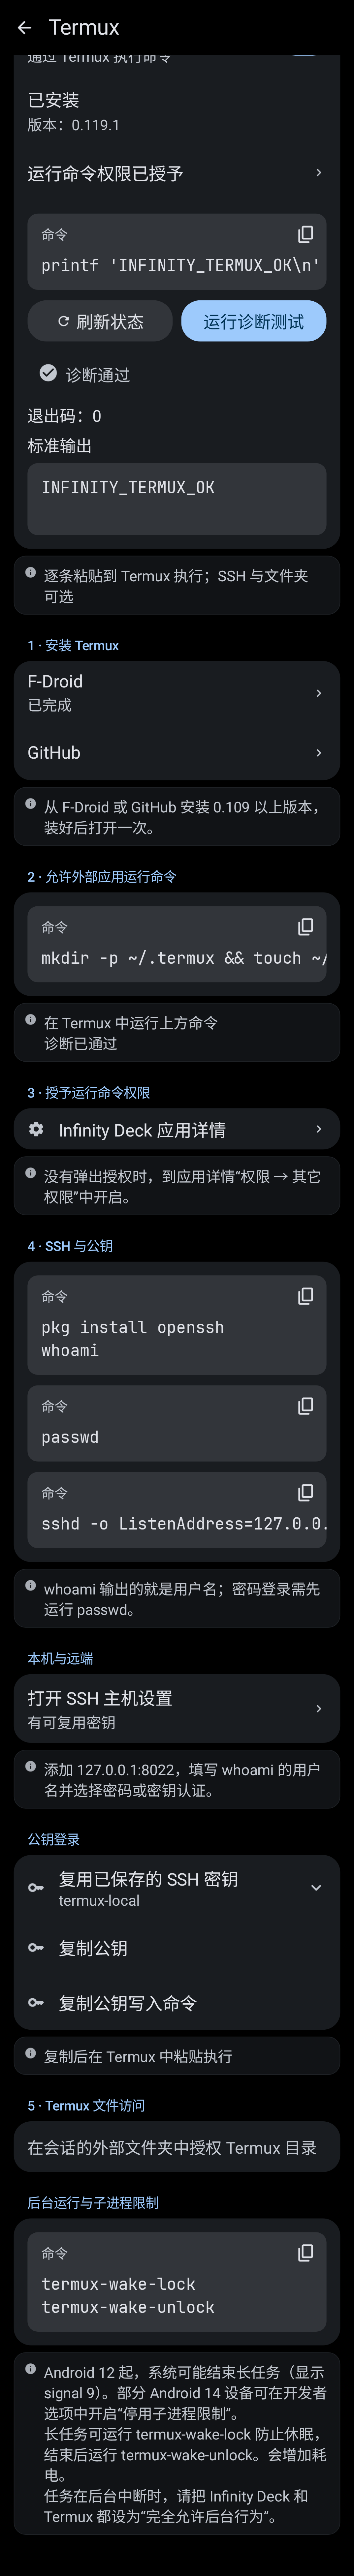 Termux
通过 Termux 执行命令
已安装
版本：0.119.1
运行命令权限已授予
命令
printf 'INFINITY_TERMUX_OK\n'
刷新状态
运行诊断测试
诊断通过
退出码：0
标准输出
INFINITY_TERMUX_OK
逐条粘贴到 Termux 执行；SSH 与文件夹
可选
1 · 安装 Termux
F-Droid
已完成
GitHub
从 F-Droid 或 GitHub 安装 0.109 以上版本，
装好后打开一次。
2 · 允许外部应用运行命令
命令
mkdir -p ~/.termux && touch ~/
在 Termux 中运行上方命令
诊断已通过
3 · 授予运行命令权限
Infinity Deck 应用详情
没有弹出授权时，到应用详情“权限 → 其它
权限”中开启。
4 · SSH 与公钥
命令
pkg install openssh
whoami
命令
passwd
命令
sshd -o ListenAddress=127.0.0.
whoami 输出的就是用户名；密码登录需先
运行 passwd。
本机与远端
打开 SSH 主机设置
有可复用密钥
添加 127.0.0.1:8022，填写 whoami 的用户
名并选择密码或密钥认证。
公钥登录
复用已保存的 SSH 密钥
termux-local
复制公钥
复制公钥写入命令
复制后在 Termux 中粘贴执行
5 · Termux 文件访问
在会话的外部文件夹中授权 Termux 目录
后台运行与子进程限制
命令
termux-wake-lock
termux-wake-unlock
Android 12 起，系统可能结束长任务（显示
signal 9）。部分 Android 14 设备可在开发者
选项中开启“停用子进程限制”。
长任务可运行 termux-wake-lock 防止休眠，
结束后运行 termux-wake-unlock。会增加耗
电。
任务在后台中断时，请把 Infinity Deck 和
Termux 都设为“完全允许后台行为”。